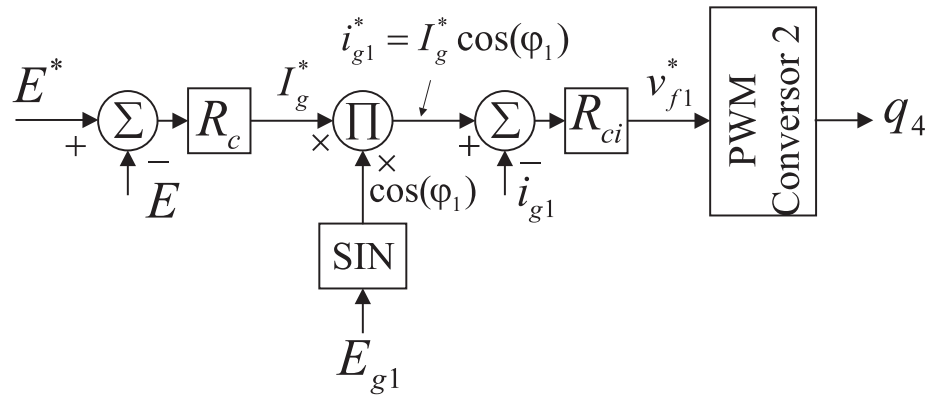 i*g1 = I*g cos(φ1)
E*
+
Σ
−
E
Rc
I*g
×
∏
×
cos(φ1)
SIN
Eg1
+
Σ
−
ig1
Rci
v*f1
PWM
Conversor 2
q4